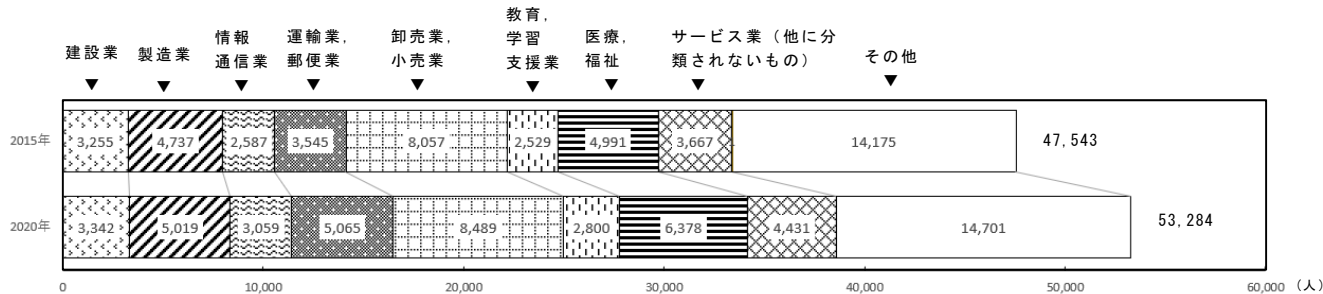 建設業
製造業
情報
通信業
運輸業,
郵便業
卸売業,
小売業
教育,
学習
支援業
医療,
福祉
サービス業（他に分
類されないもの）
その他
▼ ▼ ▼ ▼ ▼ ▼ ▼ ▼ ▼
2015年 3,255 4,737 2,587 3,545 8,057 2,529 4,991 3,667 14,175 47,543
2020年 3,342 5,019 3,059 5,065 8,489 2,800 6,378 4,431 14,701 53,284
0 10,000 20,000 30,000 40,000 50,000 60,000 （人）